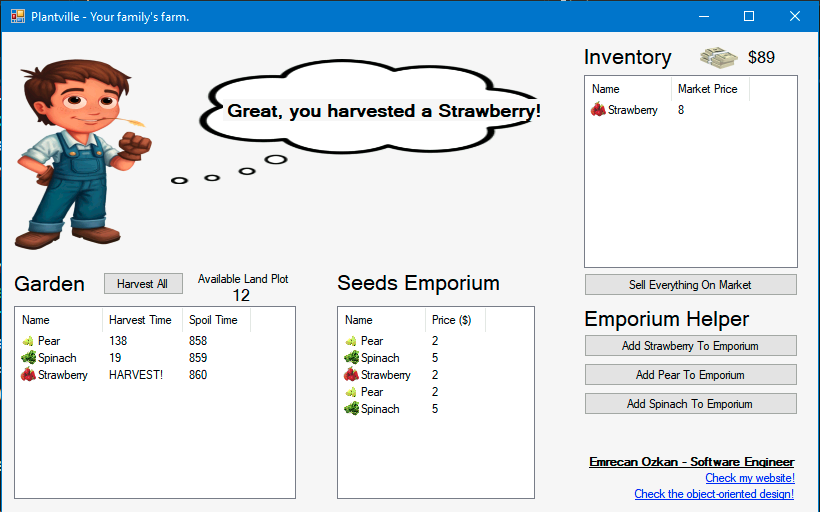 Plantville - Your family's farm.
Great, you harvested a Strawberry!
Inventory $89
Name Market Price
Strawberry 8
Sell Everything On Market
Garden
Harvest All
Available Land Plot
12
Name Harvest Time Spoil Time
Pear 138 858
Spinach 19 859
Strawberry HARVEST! 860
Seeds Emporium
Name Price ($)
Pear 2
Spinach 5
Strawberry 2
Pear 2
Spinach 5
Emporium Helper
Add Strawberry To Emporium
Add Pear To Emporium
Add Spinach To Emporium
Emrecan Ozkan - Software Engineer
Check my website!
Check the object-oriented design!